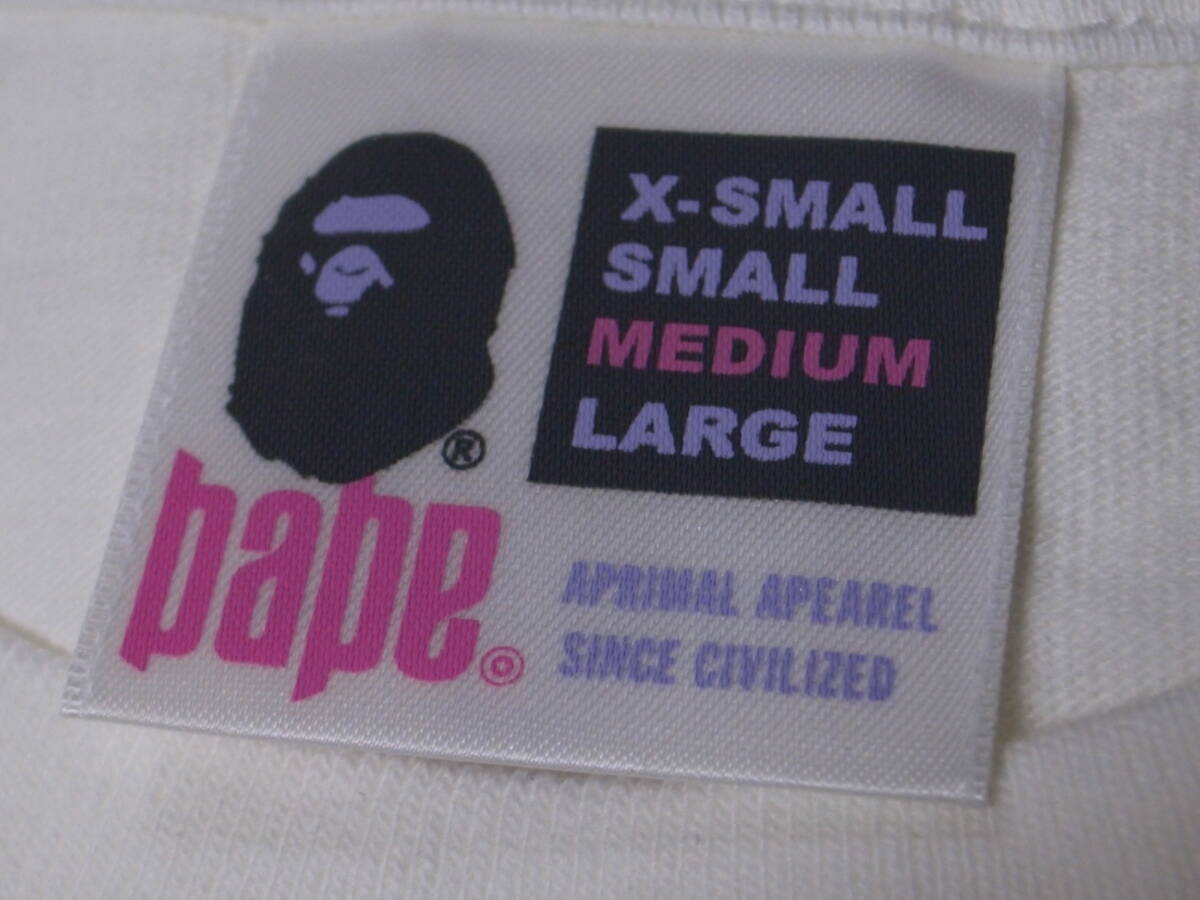 X-SMALL
SMALL
MEDIUM
LARGE
®
bape
APRIMAL APEAREL
SINCE CIVILIZED